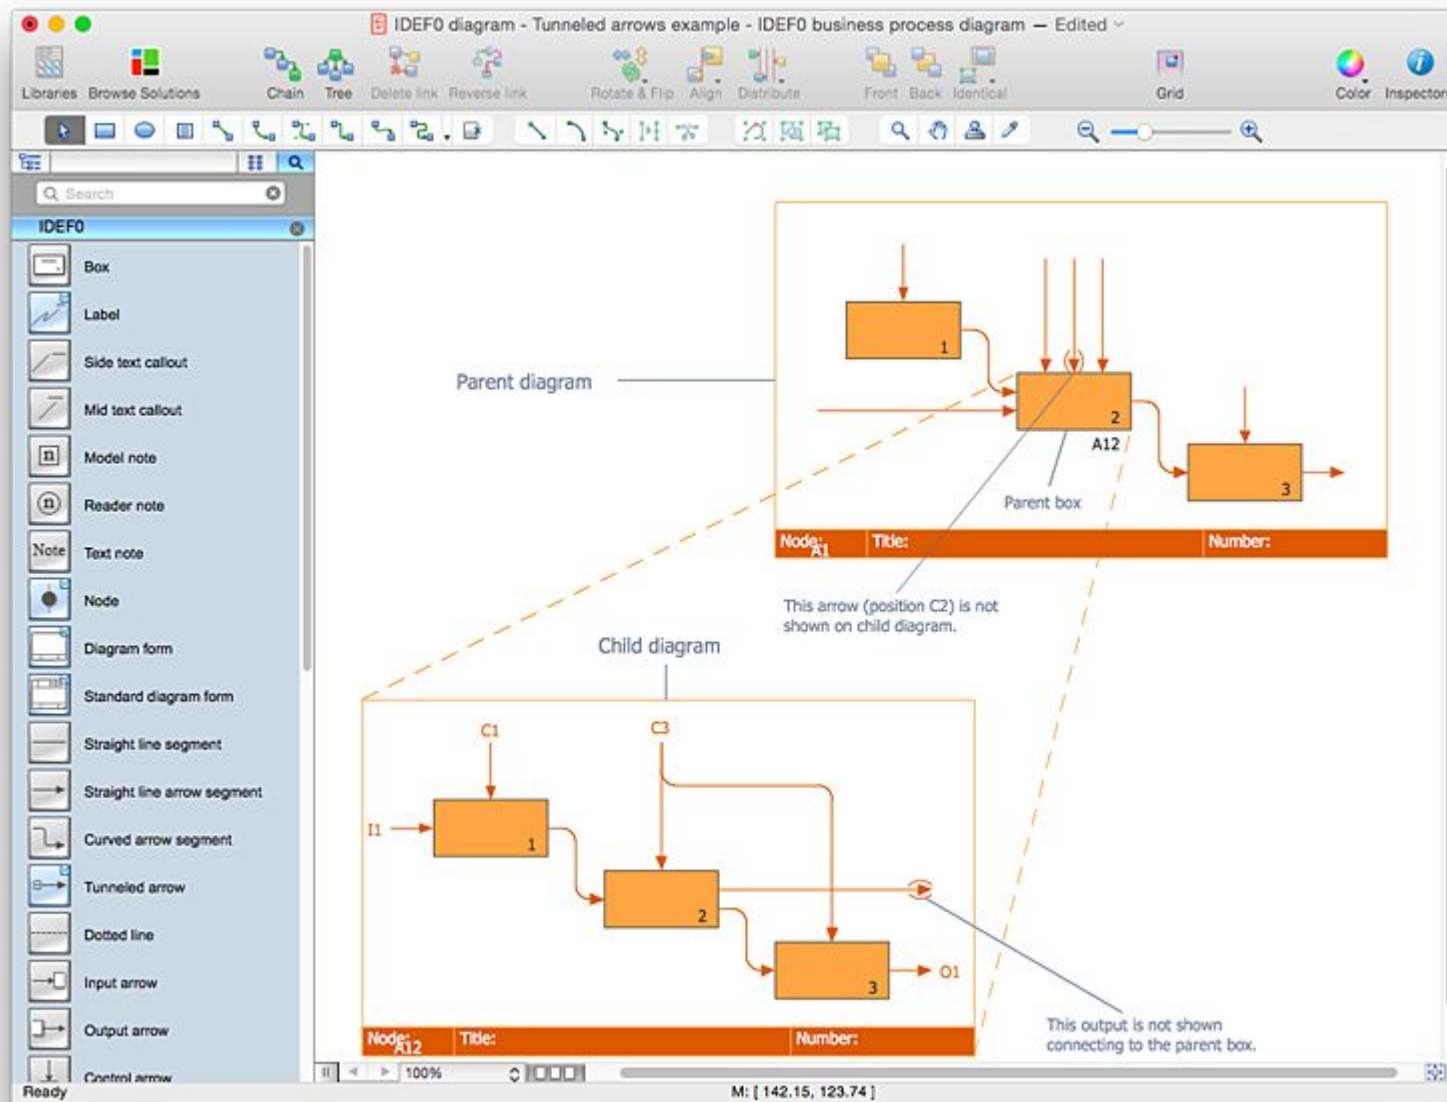 IDEF0 diagram - Tunneled arrows example - IDEF0 business process diagram — Edited
Libraries Browse Solutions Chain Tree Delete link Reverse link Rotate & Flip Align Distribute Front Back Identical Grid Color Inspectors
Search
IDEF0
Box
Label
Side text callout
Mid text callout
n Model note
n Reader note
Note Text note
Node
Diagram form
Standard diagram form
Straight line segment
Straight line arrow segment
Curved arrow segment
Tunneled arrow
Dotted line
Input arrow
Output arrow
Control arrow
Parent diagram
1
2
A12
3
Parent box
Node: A1 Title: Number:
This arrow (position C2) is not
shown on child diagram.
Child diagram
C1 C3
I1
1
2
3
O1
This output is not shown
connecting to the parent box.
Node: A12 Title: Number:
100%
Ready M: [ 142.15, 123.74 ]